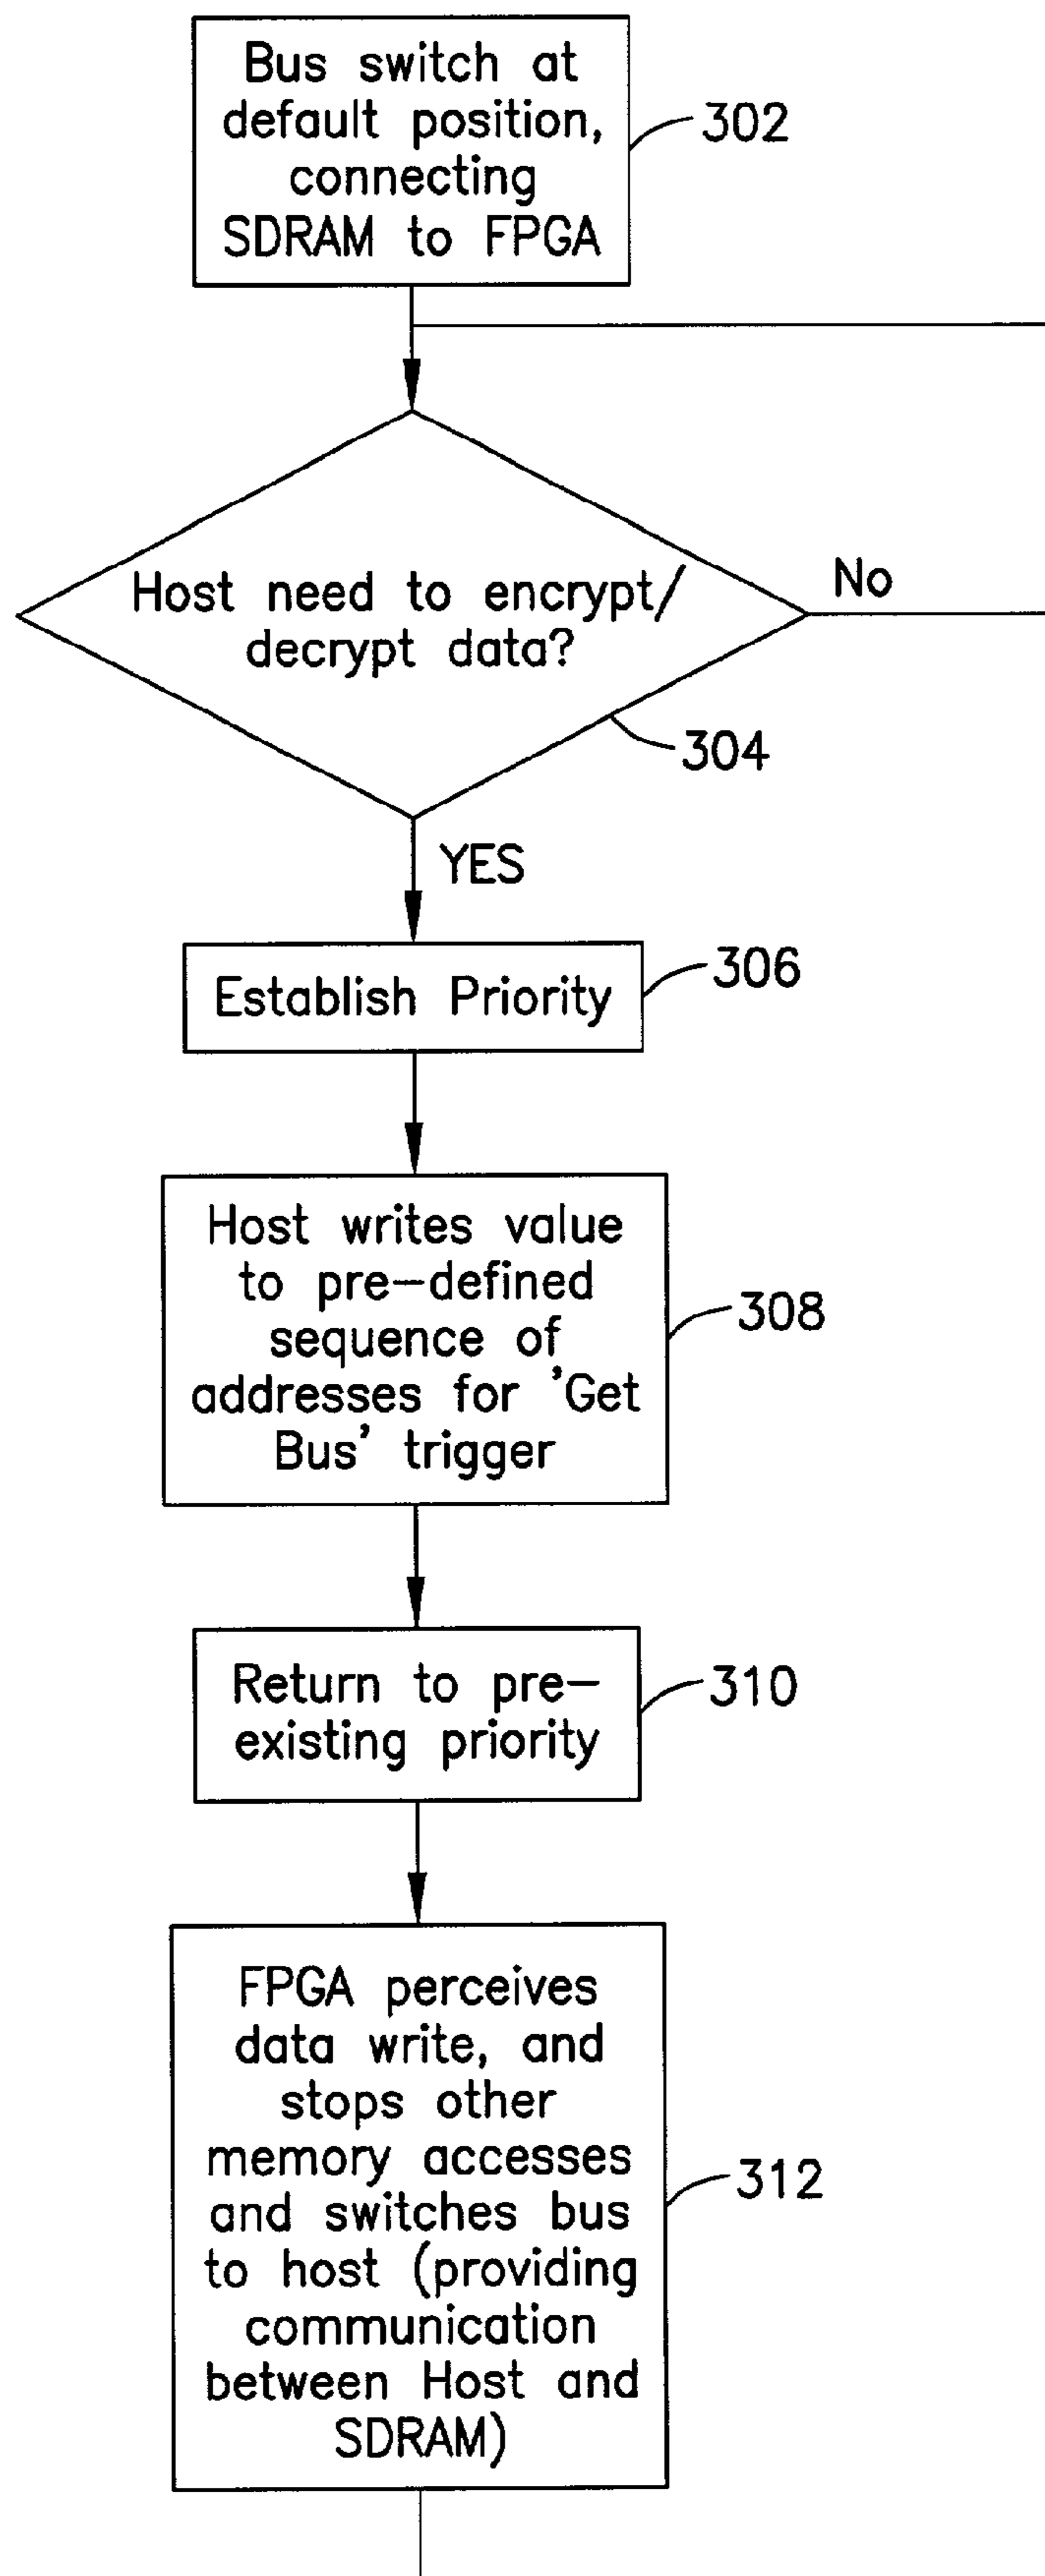 Bus switch at
default position,
connecting
SDRAM to FPGA
302
Host need to encrypt/
decrypt data?
No
304
YES
Establish Priority
306
Host writes value
to pre-defined
sequence of
addresses for 'Get
Bus' trigger
308
Return to pre-
existing priority
310
FPGA perceives
data write, and
stops other
memory accesses
and switches bus
to host (providing
communication
between Host and
SDRAM)
312